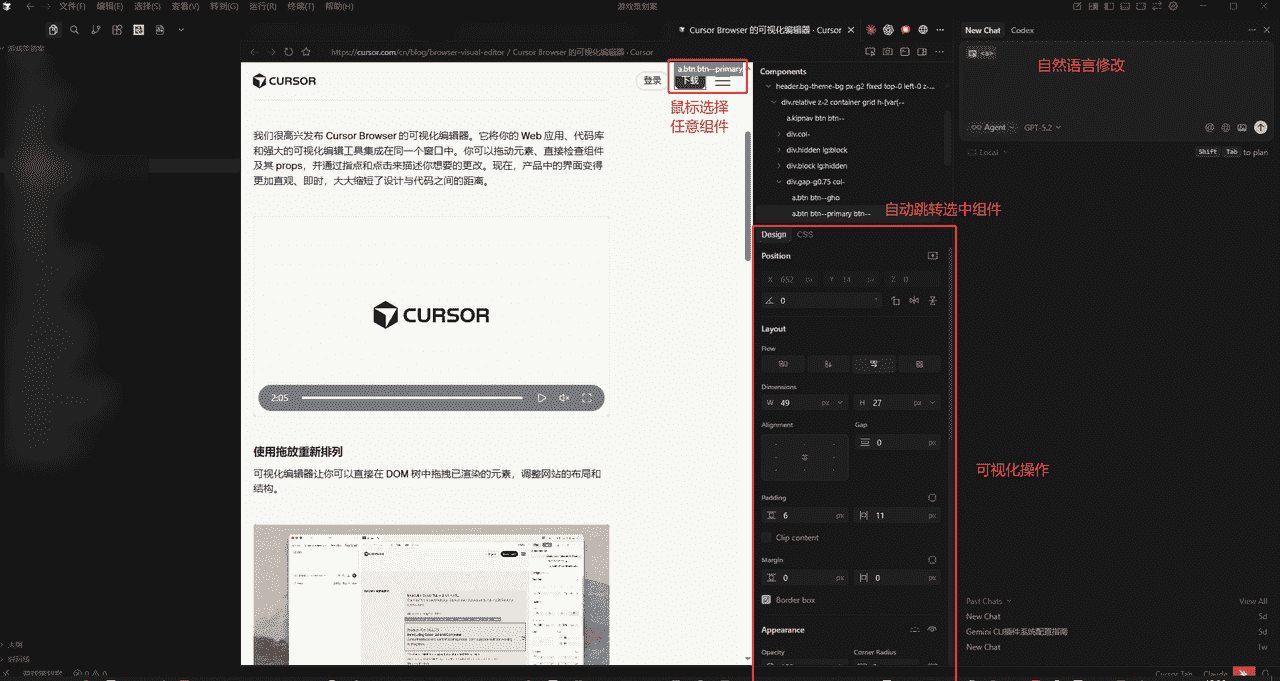 文件(F) 编辑(E) 选择(S) 查看(V) 转到(G) 运行(R) 终端(T) 帮助(H)
游戏策划案
Cursor Browser 的可视化编辑器 · Cursor
https://cursor.com/cn/blog/browser-visual-editor / Cursor Browser 的可视化编辑器 · Cursor
CURSOR
登录
a.btn.btn--primary
下载
鼠标选择
任意组件
我们很高兴发布 Cursor Browser 的可视化编辑器。它将你的 Web 应用、代码库
和强大的可视化编辑工具集成在同一个窗口中。你可以拖动元素、直接检查组件
及其 props，并通过指点和点击来描述你想要的更改。现在，产品中的界面变得
更加直观、即时，大大缩短了设计与代码之间的距离。
CURSOR
2:05
使用拖放重新排列
可视化编辑器让你可以直接在 DOM 树中拖拽已渲染的元素，调整网站的布局和
结构。
Components
header.bg-theme-bg px-g2 fixed top-0 left-0 z-...
div.relative z-2 container grid h-[var(--
a.kipnav btn btn--
div.col-
div.hidden lg:block
div.block lg:hidden
div.gap-g0.75 col-
a.btn btn--gho
a.btn btn--primary btn--
自动跳转选中组件
Design CSS
Position
X 692 px Y 14 px Z 0
0
Layout
Flow
Dimensions
W 49 px H 27 px
Alignment Gap
0 px
Padding
6 px 11 px
Clip content
Margin
0 px 0 px
Border box
Appearance
Opacity Corner Radius
可视化操作
New Chat Codex
<a>
自然语言修改
Agent GPT-5.2
Local
Shift Tab to plan
Past Chats View All
New Chat 5d
Gemini CLI插件系统配置指南 5d
New Chat 1w
大纲
时间线
Cursor Tab Claude